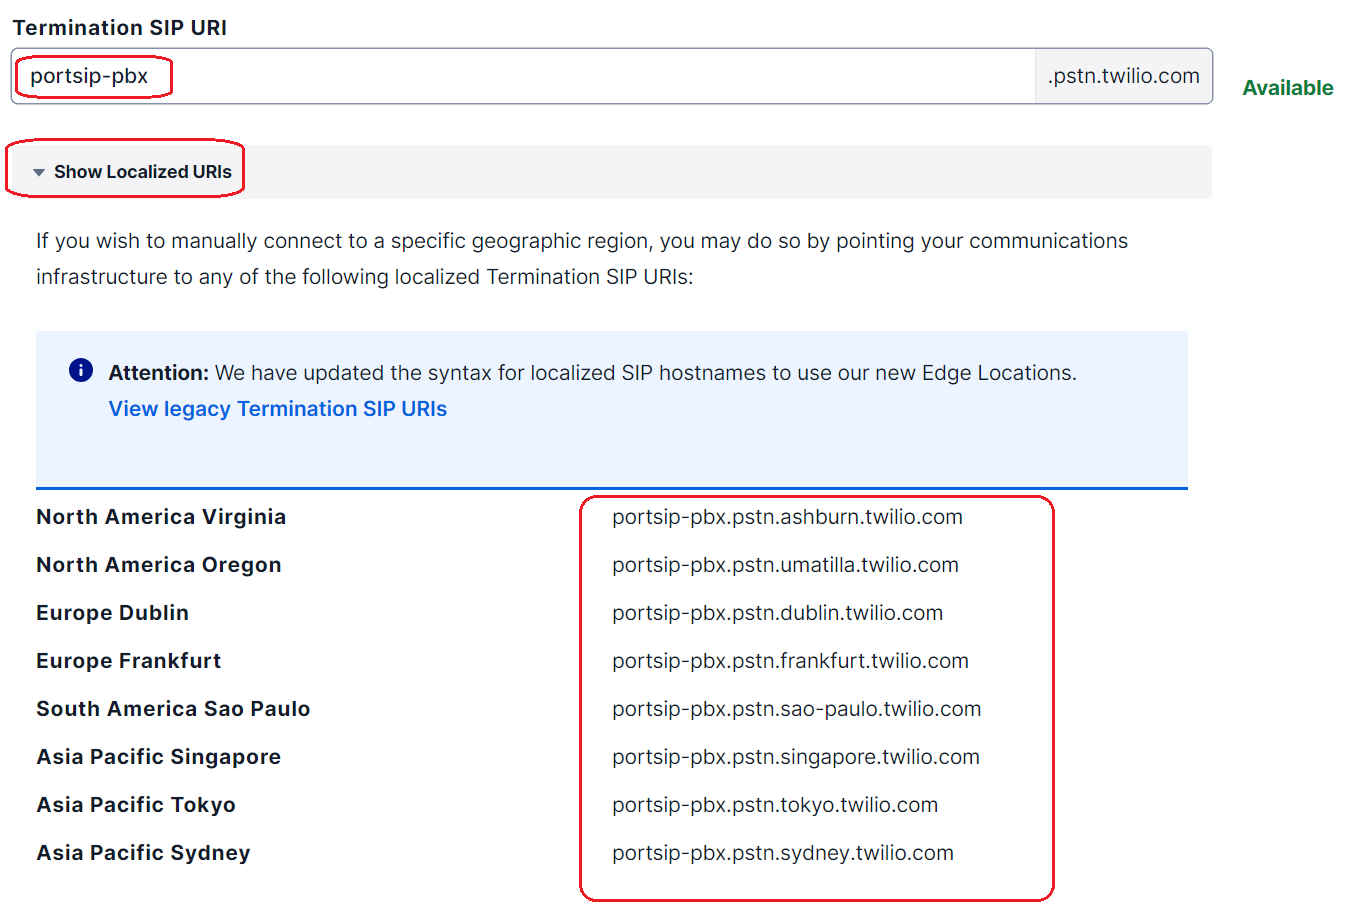 Termination SIP URI
portsip-pbx .pstn.twilio.com
Available
Show Localized URIs
If you wish to manually connect to a specific geographic region, you may do so by pointing your communications
infrastructure to any of the following localized Termination SIP URIs:
Attention: We have updated the syntax for localized SIP hostnames to use our new Edge Locations.
View legacy Termination SIP URIs
North America Virginia portsip-pbx.pstn.ashburn.twilio.com
North America Oregon portsip-pbx.pstn.umatilla.twilio.com
Europe Dublin portsip-pbx.pstn.dublin.twilio.com
Europe Frankfurt portsip-pbx.pstn.frankfurt.twilio.com
South America Sao Paulo portsip-pbx.pstn.sao-paulo.twilio.com
Asia Pacific Singapore portsip-pbx.pstn.singapore.twilio.com
Asia Pacific Tokyo portsip-pbx.pstn.tokyo.twilio.com
Asia Pacific Sydney portsip-pbx.pstn.sydney.twilio.com